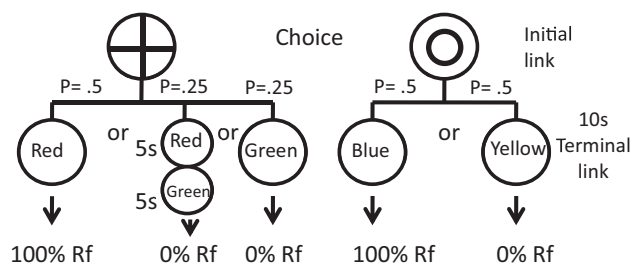 Choice
Initial
link
P= .5
P=.25
P=.25
P= .5
P= .5
Red
or
5s
Red
or
Green
Blue
or
Yellow
10s
Terminal
link
5s
Green
100% Rf
0% Rf
0% Rf
100% Rf
0% Rf